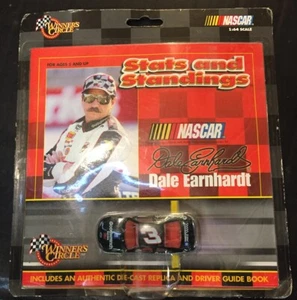 WINNER'S CIRCLE
NASCAR
1:64 SCALE
FOR AGES 3 AND UP
Stats and
Standings
NASCAR
Dale Earnhardt
Dale Earnhardt
3
WINNER'S
CIRCLE
INCLUDES AN AUTHENTIC DIE-CAST REPLICA AND DRIVER GUIDE BOOK